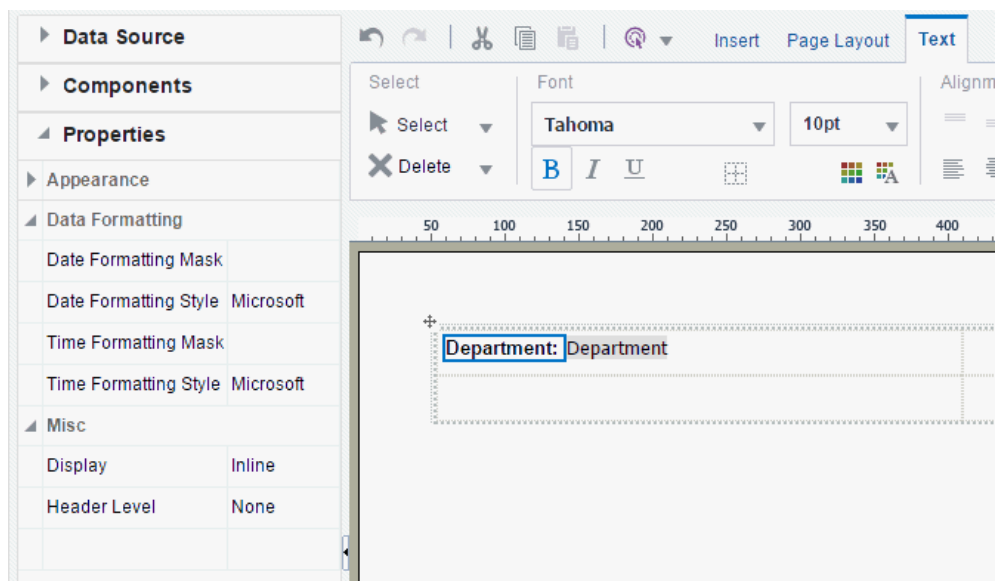 Data Source
Components
Properties
Appearance
Data Formatting
Date Formatting Mask
Date Formatting Style Microsoft
Time Formatting Mask
Time Formatting Style Microsoft
Misc
Display Inline
Header Level None
Insert Page Layout Text
Select Font Alignm
Select Tahoma 10pt
Delete B I U A
50 100 150 200 250 300 350 400
Department: Department